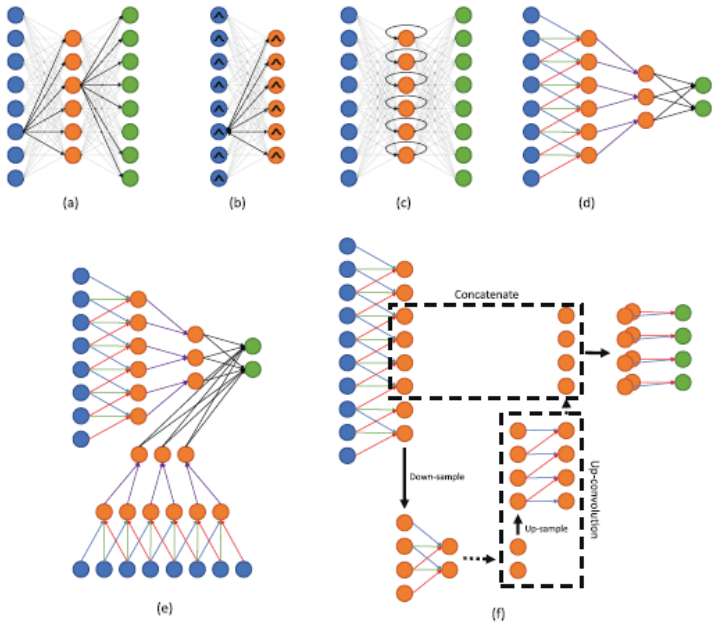 (a)
(b)
(c)
(d)
(e)
Concatenate
Down-sample
Up-sample
Up-convolution
(f)